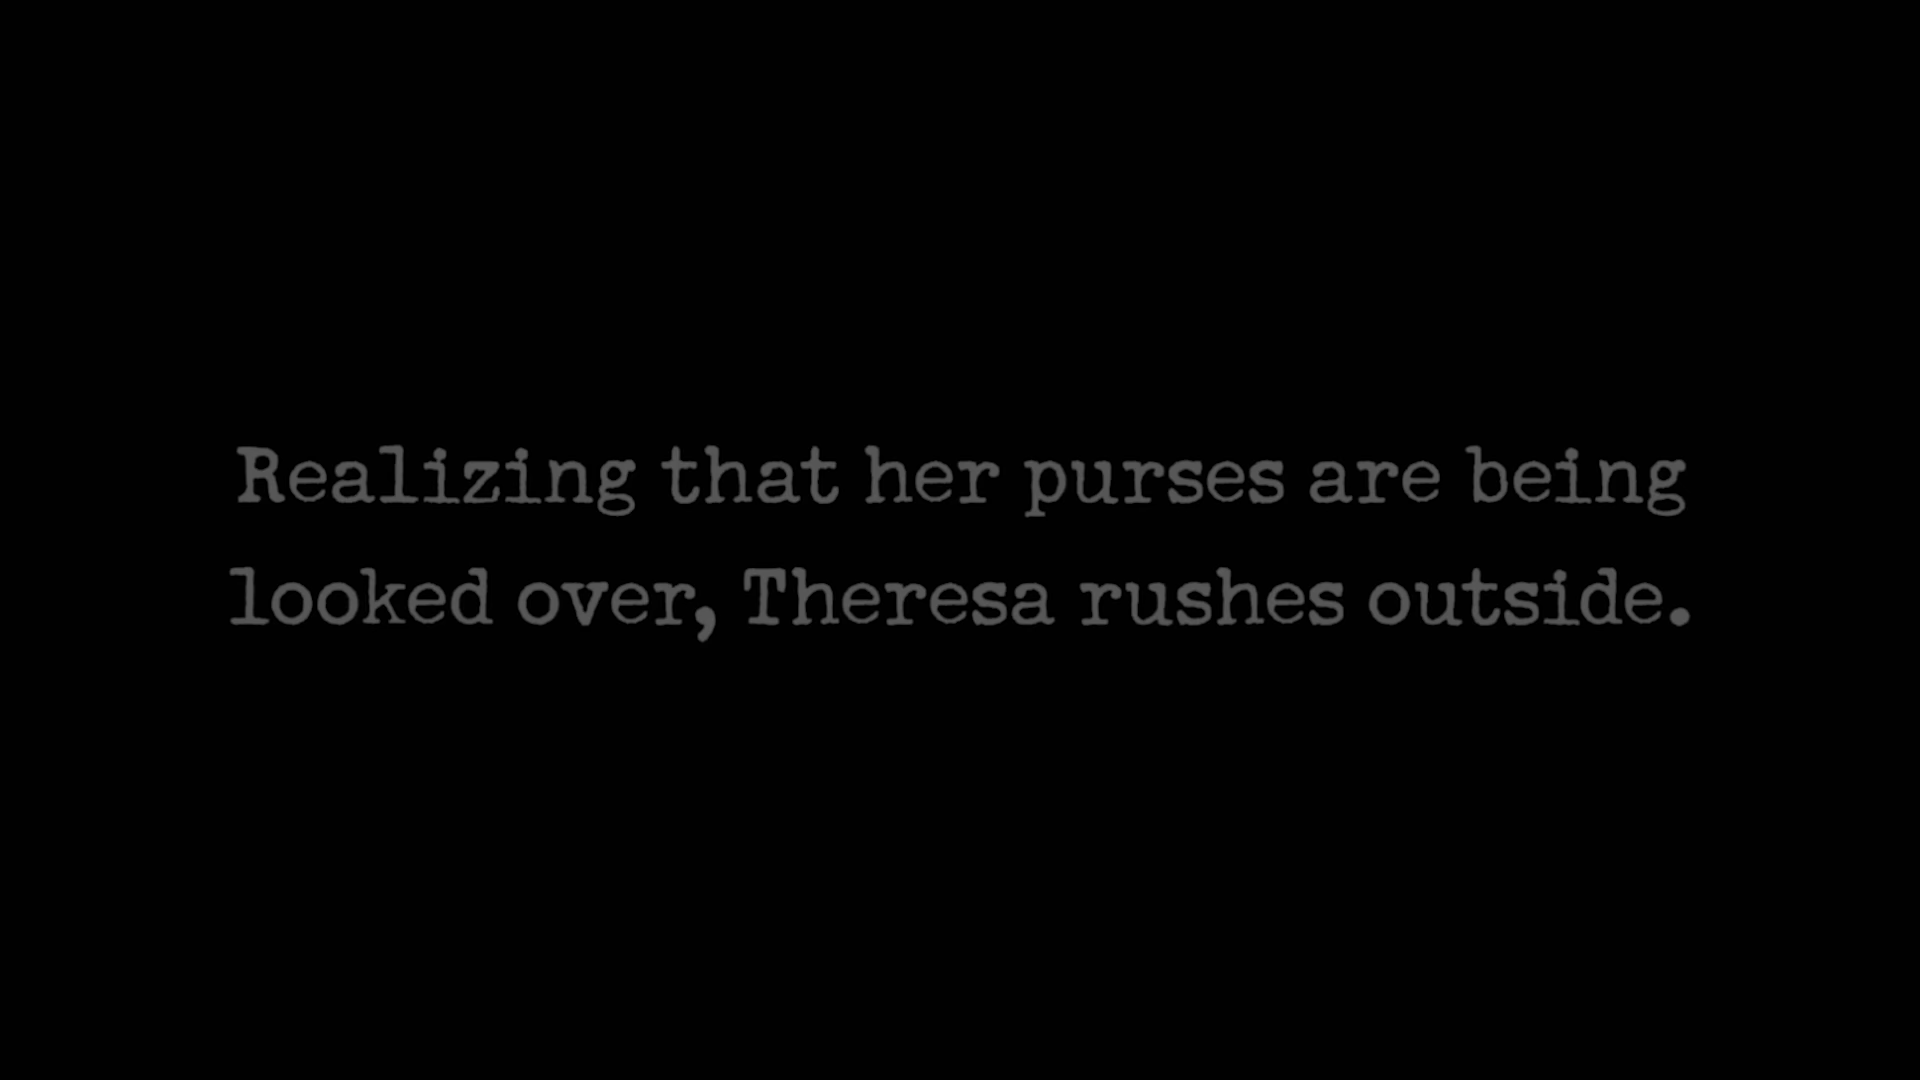 Realizing that her purses are being
looked over, Theresa rushes outside.